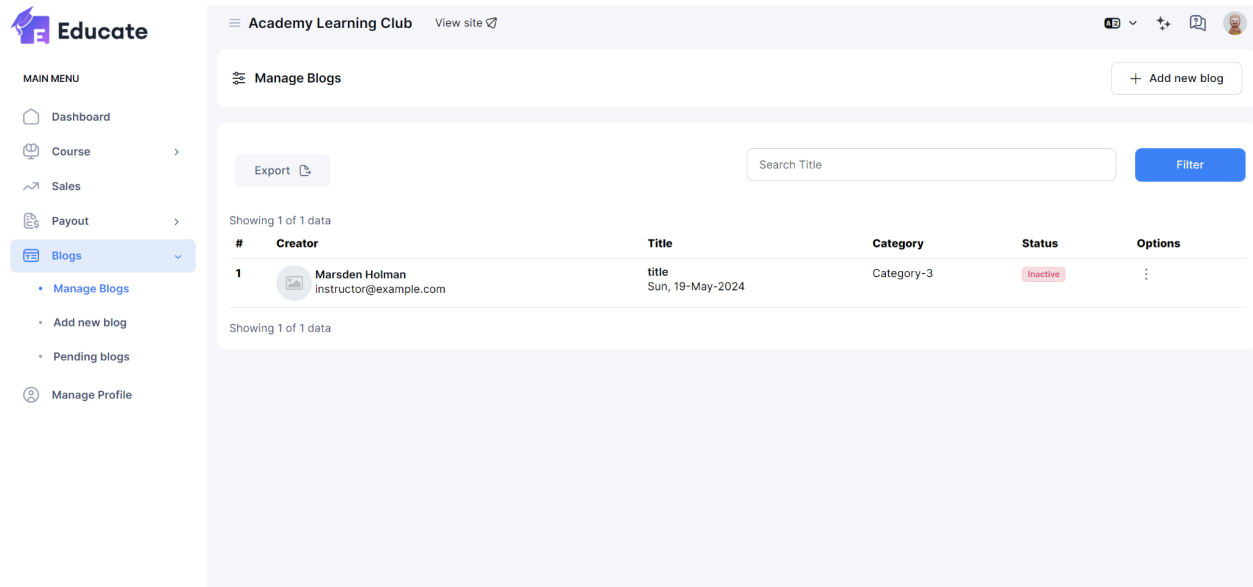 Educate
Academy Learning Club View site
MAIN MENU
Dashboard
Course
Sales
Payout
Blogs
Manage Blogs
Add new blog
Pending blogs
Manage Profile
Manage Blogs
Add new blog
Export
Search Title
Filter
Showing 1 of 1 data
# Creator Title Category Status Options
1 Marsden Holman title Category-3 Inactive
instructor@example.com Sun, 19-May-2024
Showing 1 of 1 data